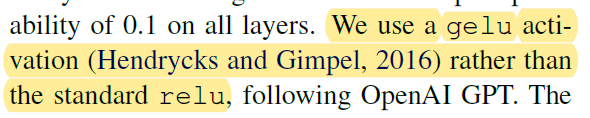 ability of 0.1 on all layers. We use a gelu acti-
vation (Hendrycks and Gimpel, 2016) rather than
the standard relu, following OpenAI GPT. The